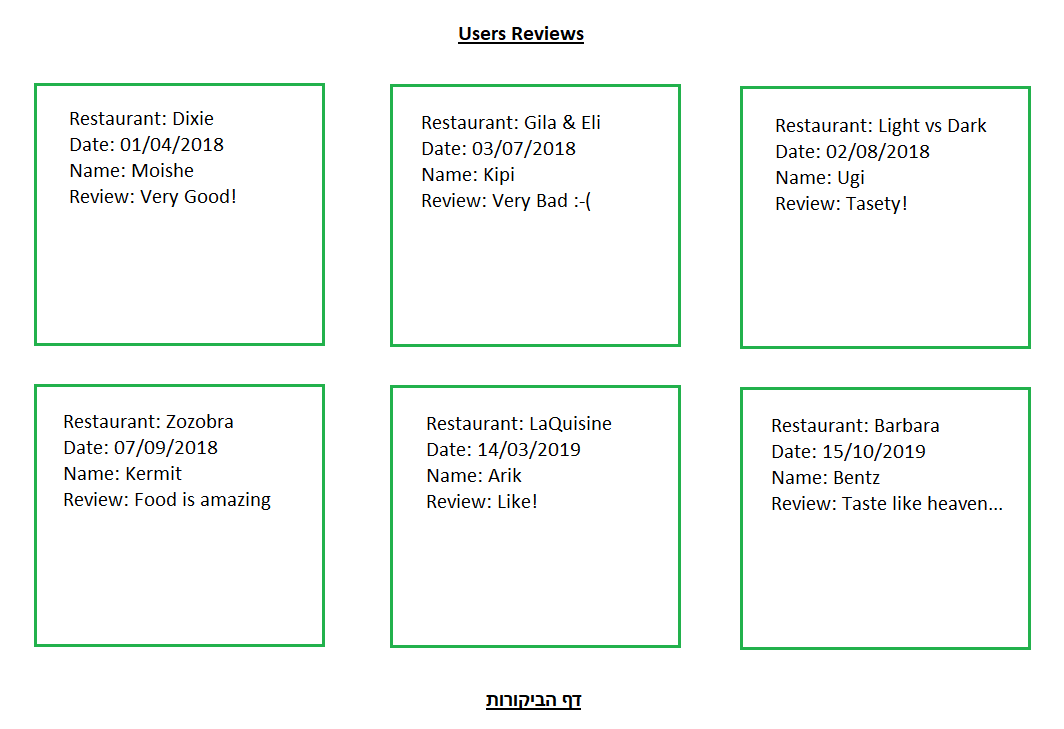 Users Reviews
Restaurant: Dixie
Date: 01/04/2018
Name: Moishe
Review: Very Good!
Restaurant: Gila & Eli
Date: 03/07/2018
Name: Kipi
Review: Very Bad :-(
Restaurant: Light vs Dark
Date: 02/08/2018
Name: Ugi
Review: Tasety!
Restaurant: Zozobra
Date: 07/09/2018
Name: Kermit
Review: Food is amazing
Restaurant: LaQuisine
Date: 14/03/2019
Name: Arik
Review: Like!
Restaurant: Barbara
Date: 15/10/2019
Name: Bentz
Review: Taste like heaven...
דף הביקורות